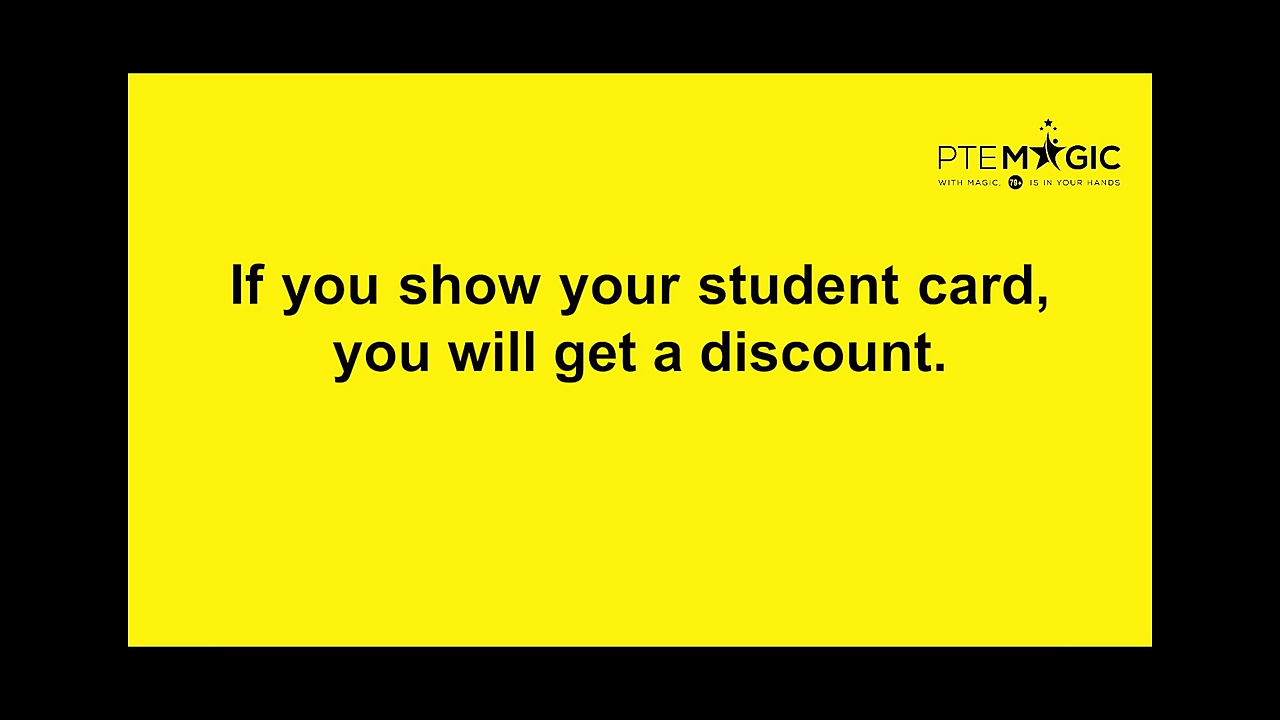 PTEMAGIC
WITH MAGIC, 79+ IS IN YOUR HANDS
If you show your student card,
you will get a discount.